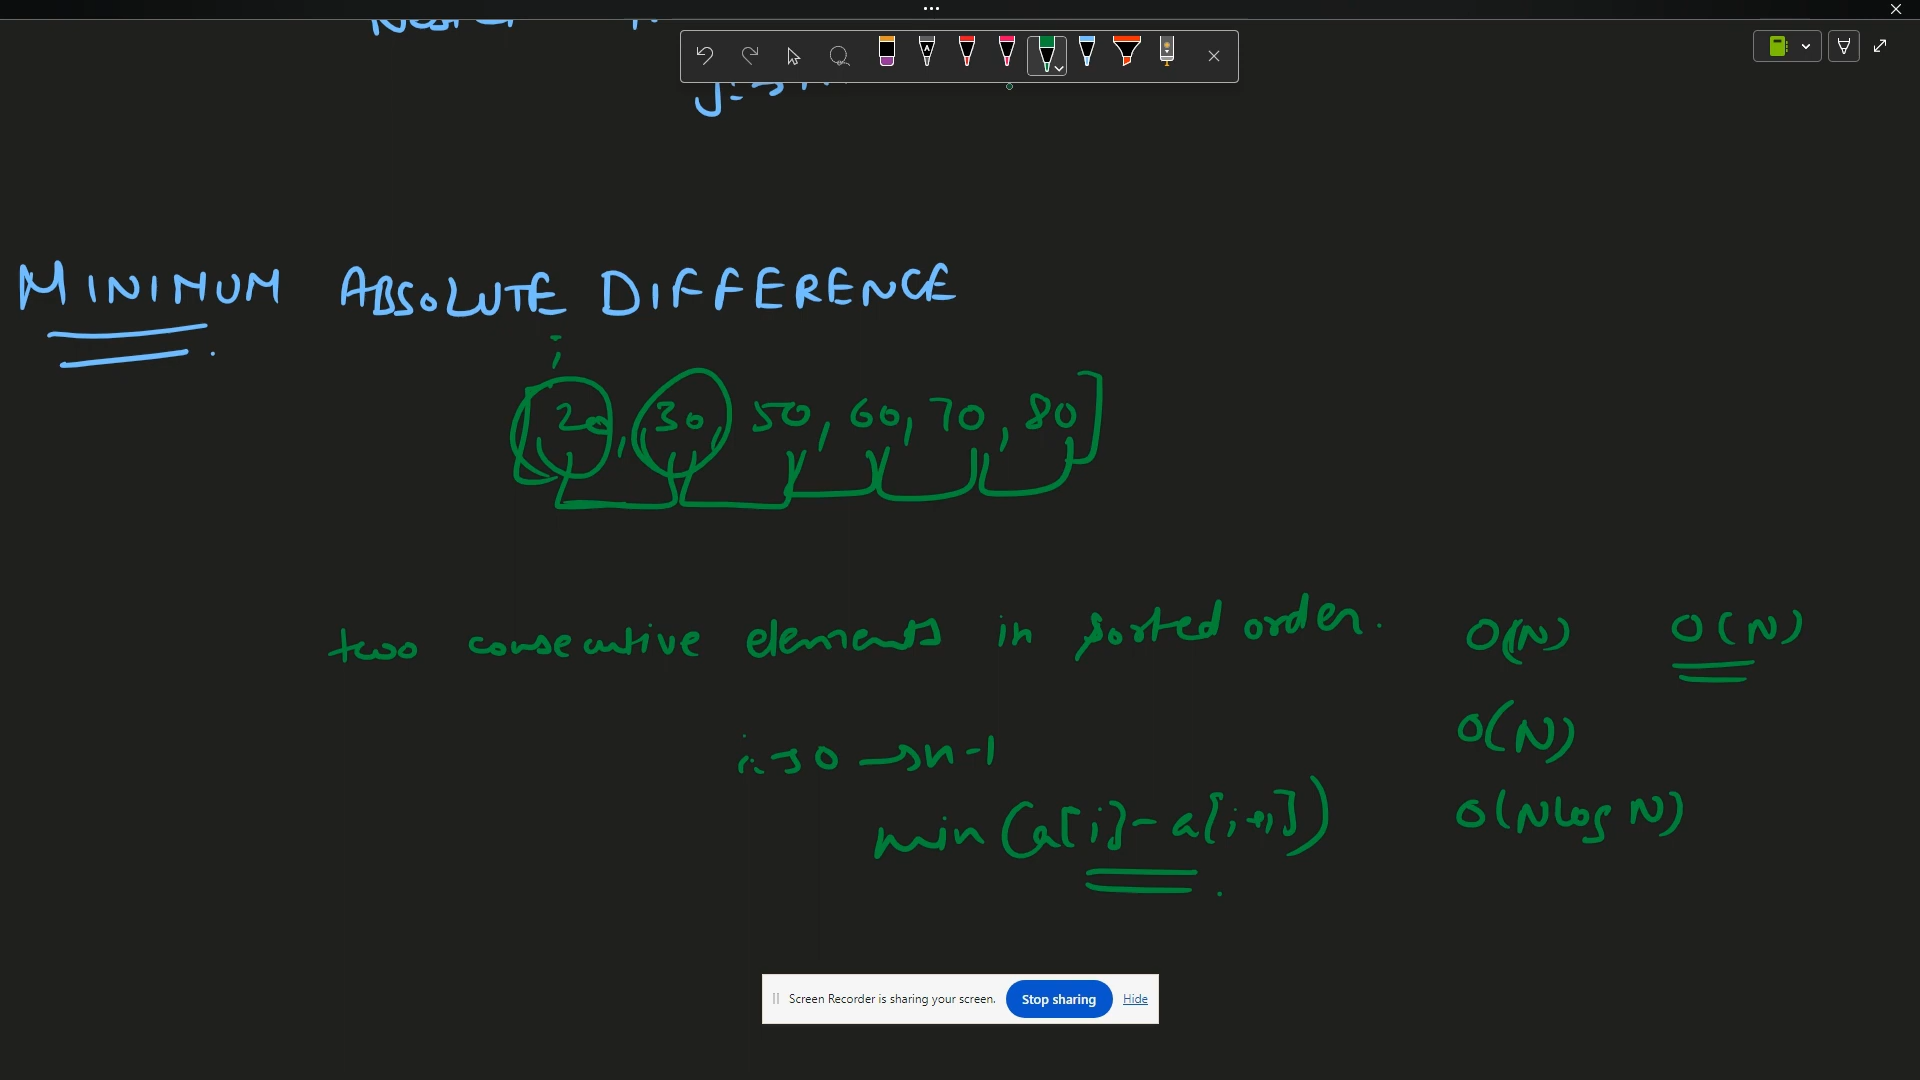 MINIMUM ABSOLUTE DIFFERENCE
i
[20, 30, 50, 60, 70, 80]
two consecutive elements in sorted order. O(N) O(N)
O(N)
i→0→n-1
min(a[i]-a[i+1]) O(NlogN)
Screen Recorder is sharing your screen. Stop sharing Hide